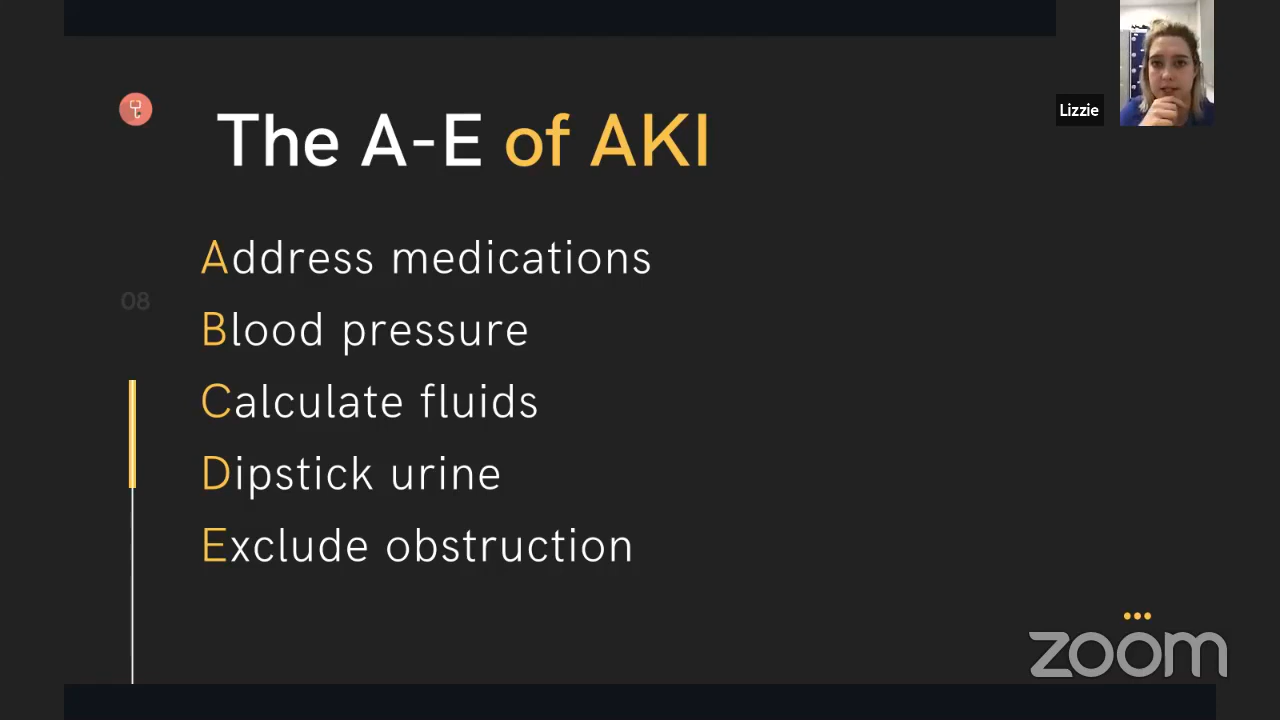 Lizzie
The A-E of AKI
Address medications
08
Blood pressure
Calculate fluids
Dipstick urine
Exclude obstruction
zoom